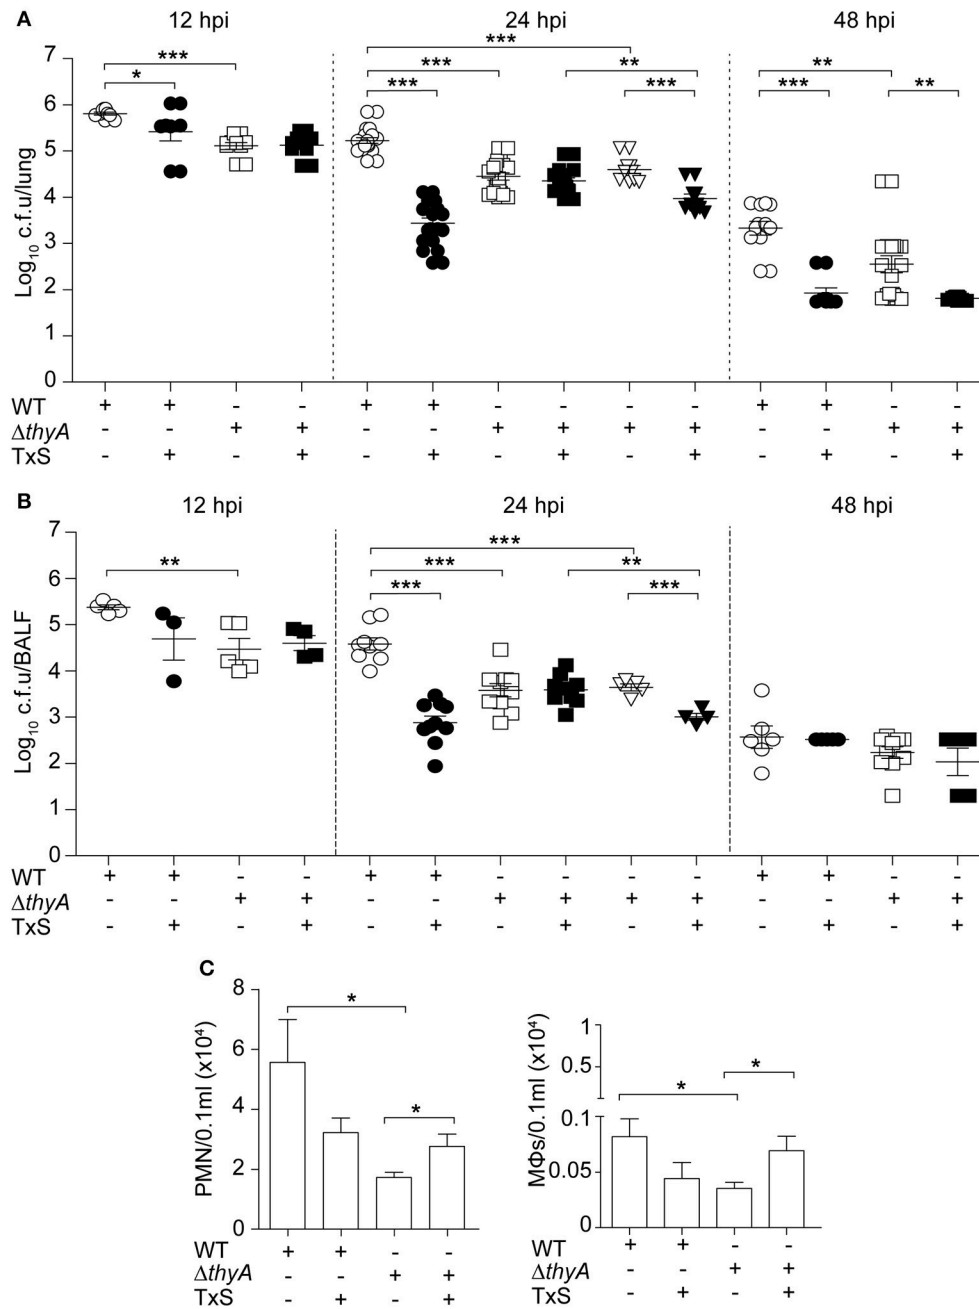 A
12 hpi 24 hpi 48 hpi
Log10 c.f.u/lung
7
6
5
4
3
2
1
0
* *** *** *** *** ** *** ** *** **
WT + + - - + + - - - - + + - -
ΔthyA - - + + - - + + + + - - + +
TxS - + - + - + - + - + - + - +
B
12 hpi 24 hpi 48 hpi
Log10 c.f.u/BALF
7
6
5
4
3
2
1
0
** *** *** *** ** ***
WT + + - - + + - - - - + + - -
ΔthyA - - + + - - + + + + - - + +
TxS - + - + - + - + - + - + - +
C
PMN/0.1ml (x10⁴)
8
6
4
2
0
* *
WT + + - -
ΔthyA - - + +
TxS - + - +
MΦs/0.1ml (x10⁴)
1
0.5
0.1
0.05
0
* *
WT + + - -
ΔthyA - - + +
TxS - + - +